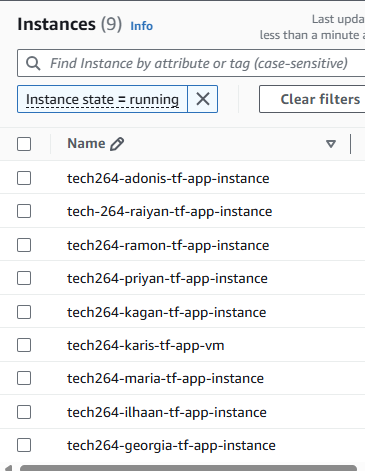 Instances (9) Info
Last upda
less than a minute a
Find Instance by attribute or tag (case-sensitive)
Instance state = running
Clear filters
Name
tech264-adonis-tf-app-instance
tech-264-raiyan-tf-app-instance
tech264-ramon-tf-app-instance
tech264-priyan-tf-app-instance
tech264-kagan-tf-app-instance
tech264-karis-tf-app-vm
tech264-maria-tf-app-instance
tech264-ilhaan-tf-app-instance
tech264-georgia-tf-app-instance